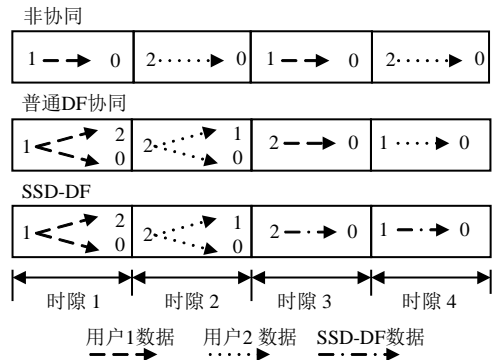 非协同
1 0 2 0 1 0 2 0
普通DF协同
1 2 0 2 1 0 2 0 1 0
SSD-DF
1 2 0 2 1 0 2 0 1 0
时隙 1 时隙 2 时隙 3 时隙 4
用户1数据 用户2 数据 SSD-DF数据